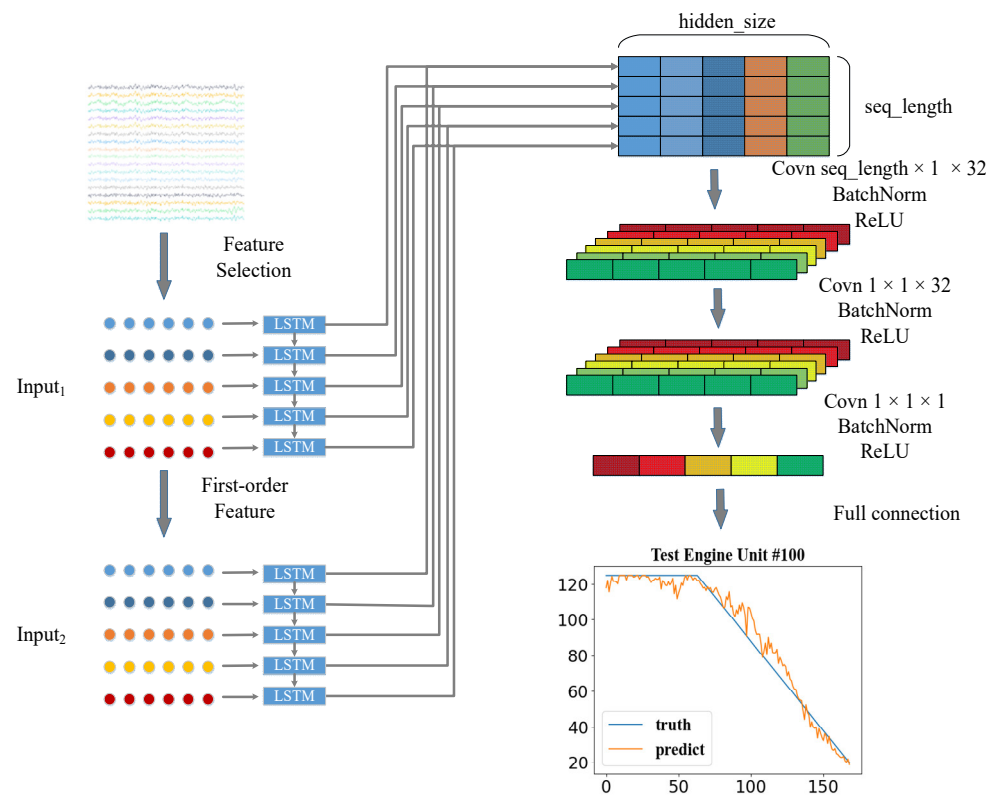 hidden_size
seq_length
Covn seq_length × 1 × 32
BatchNorm
ReLU
Feature
Selection
Covn 1 × 1 × 32
BatchNorm
ReLU
LSTM
LSTM
Input₁
LSTM
LSTM
LSTM
Covn 1 × 1 × 1
BatchNorm
ReLU
First-order
Feature
Full connection
LSTM
LSTM
Input₂
LSTM
LSTM
LSTM
Test Engine Unit #100
120
100
80
60
40
20
truth
predict
0 50 100 150